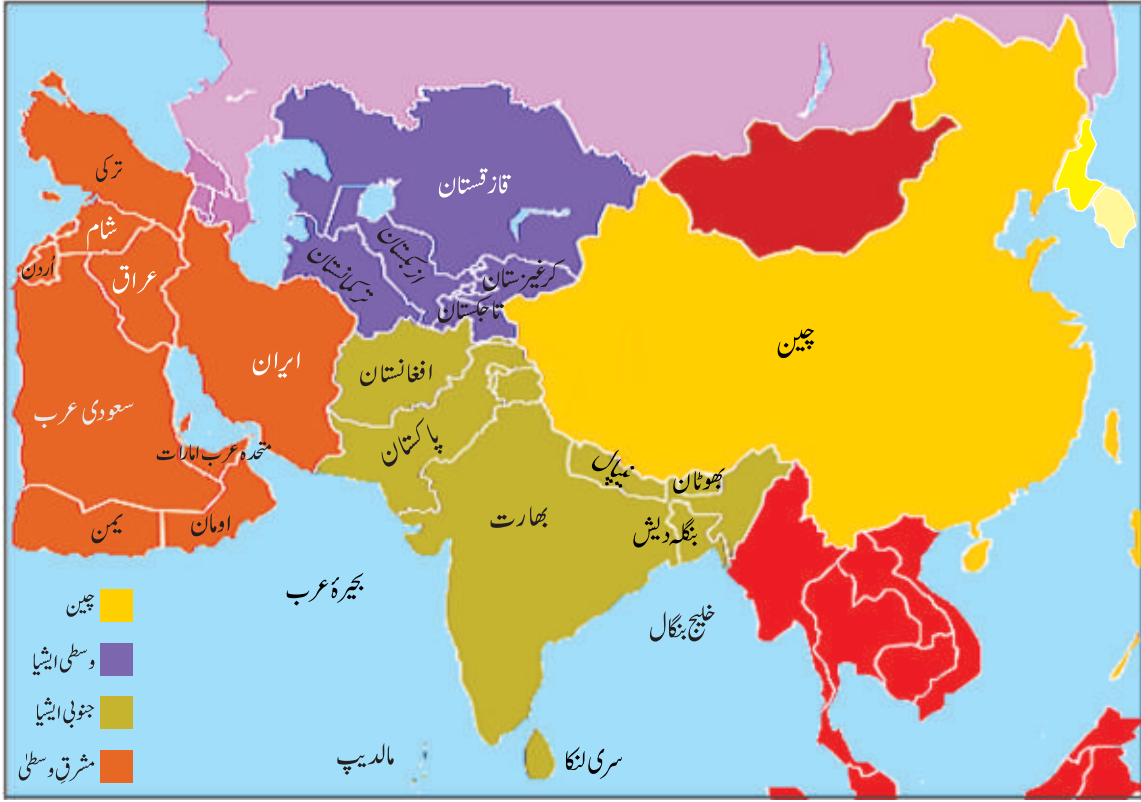 ترکی
قازقستان
شام
اُردن
عراق
ازبکستان
ترکمانستان
کرغیزستان
تاجکستان
چین
ایران
افغانستان
سعودی عرب
پاکستان
متحدہ عرب امارات
نیپال
بھوٹان
بھارت
بنگلہ دیش
یمن
اومان
بحیرۂ عرب
خلیج بنگال
مالدیپ
سری لنکا
چین
وسطی ایشیا
جنوبی ایشیا
مشرقِ وسطیٰ